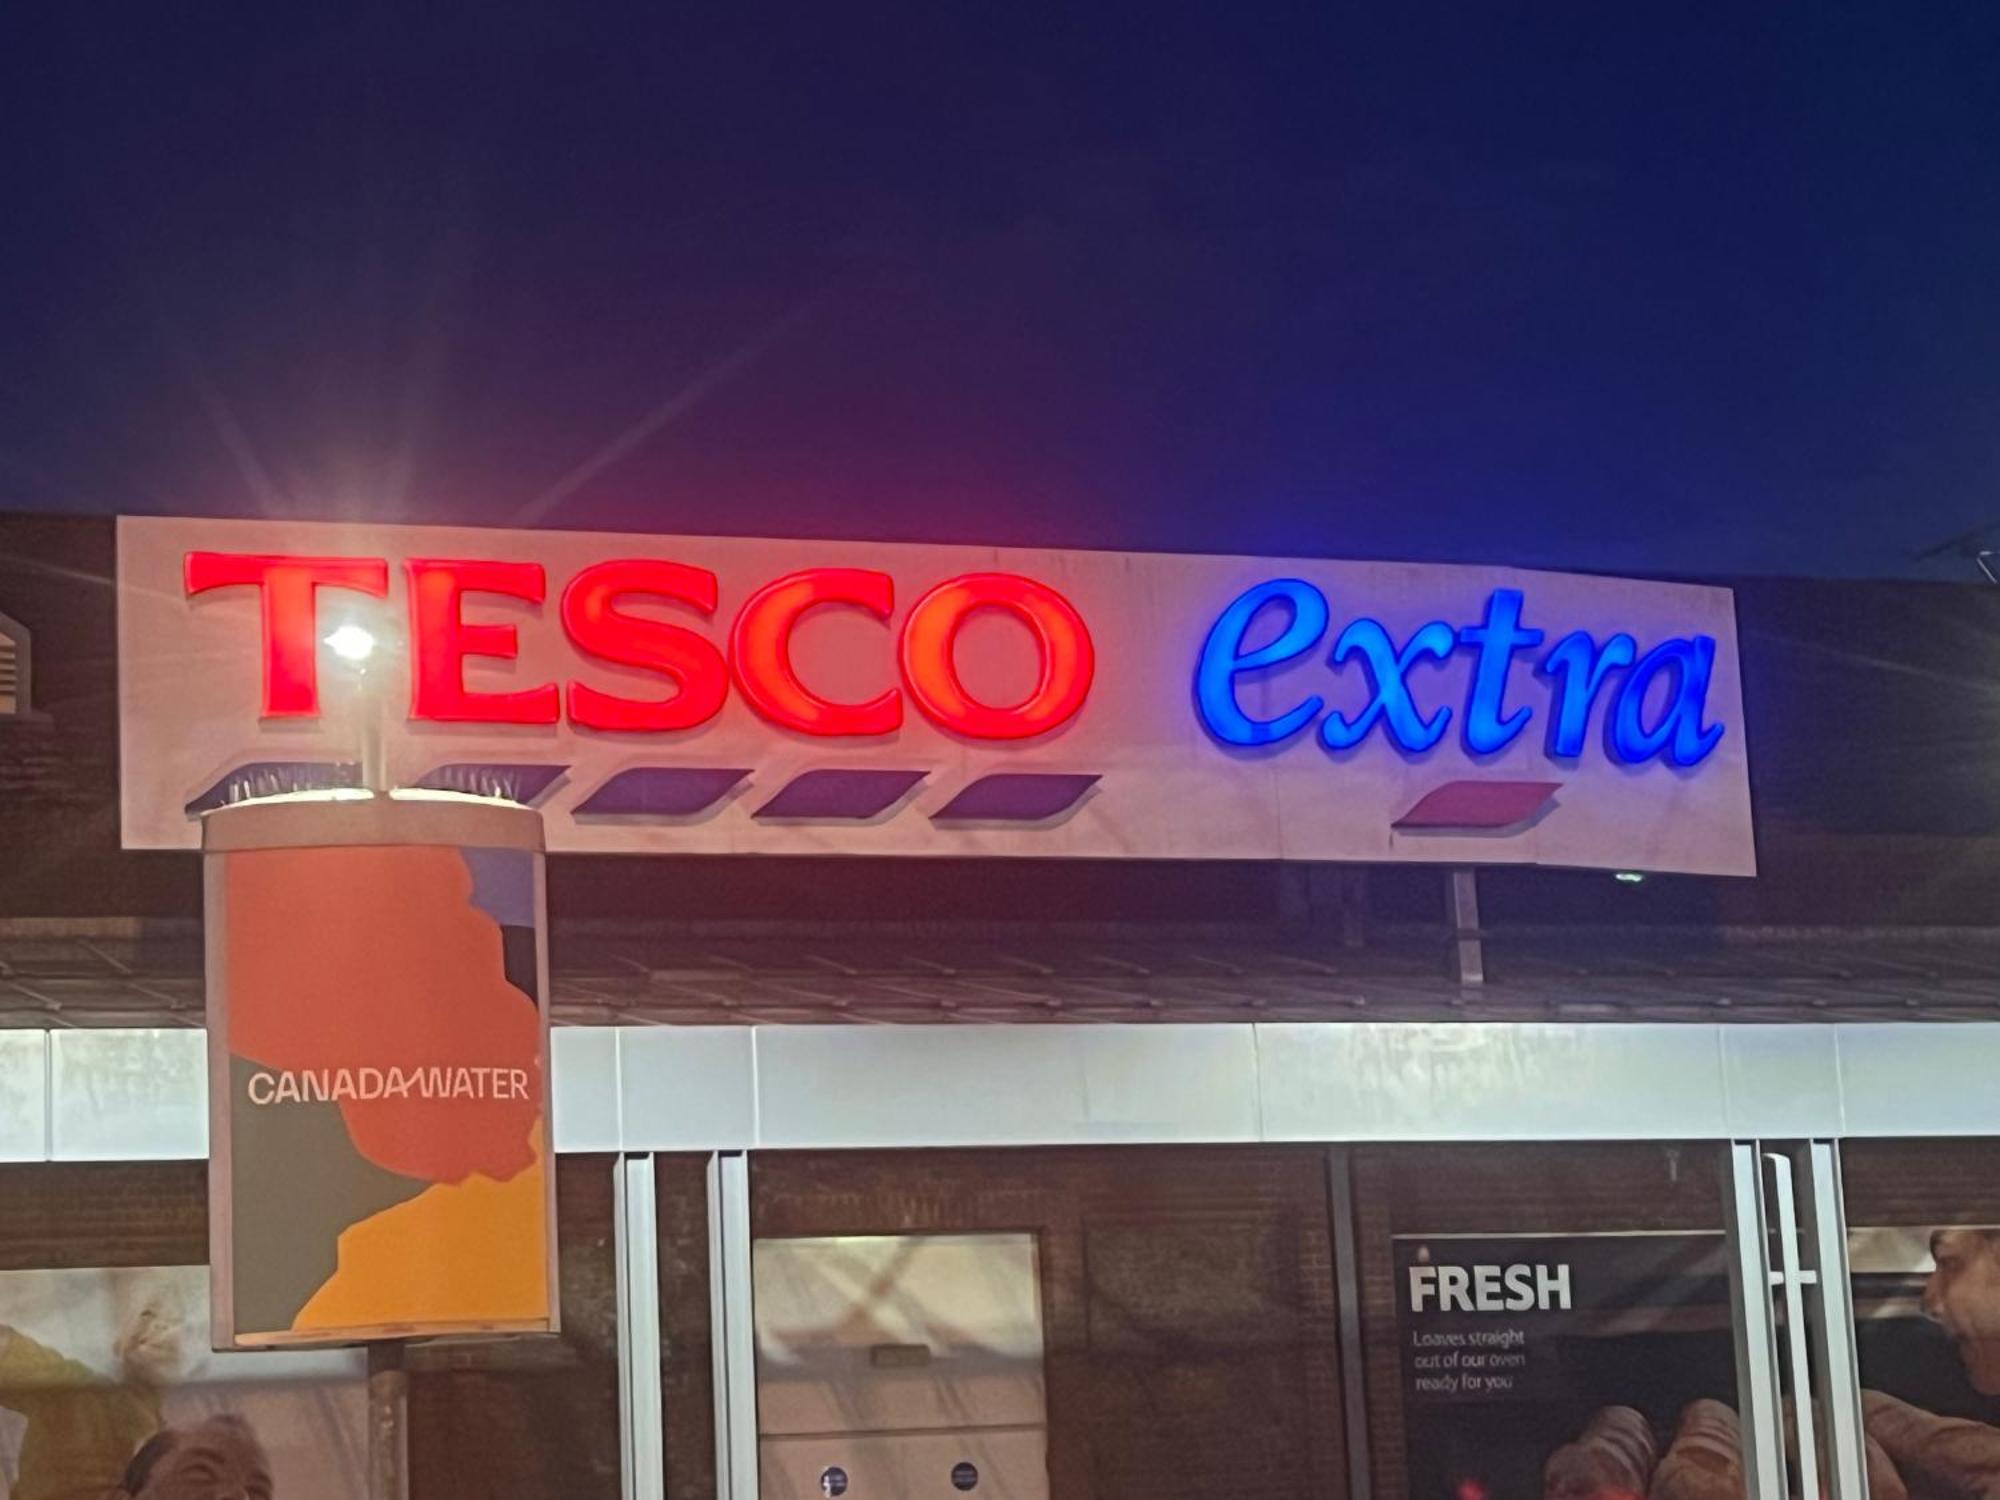 TESCO extra
CANADA WATER
FRESH
Loaves straight
out of our oven
ready for you